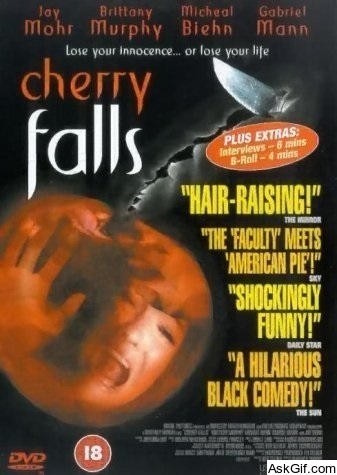 Jay Brittany Micheal Gabriel
Mohr Murphy Biehn Mann
Lose your innocence... or lose your life
cherry
falls
PLUS EXTRAS:
Interviews – 6 mins
B-Roll – 4 mins
"HAIR-RAISING!"
THE MIRROR
"THE 'FACULTY' MEETS
'AMERICAN PIE'!"
SKY
"SHOCKINGLY
FUNNY!"
DAILY STAR
"A HILARIOUS
BLACK COMEDY!"
THE SUN
DVD
18
AskGif.com